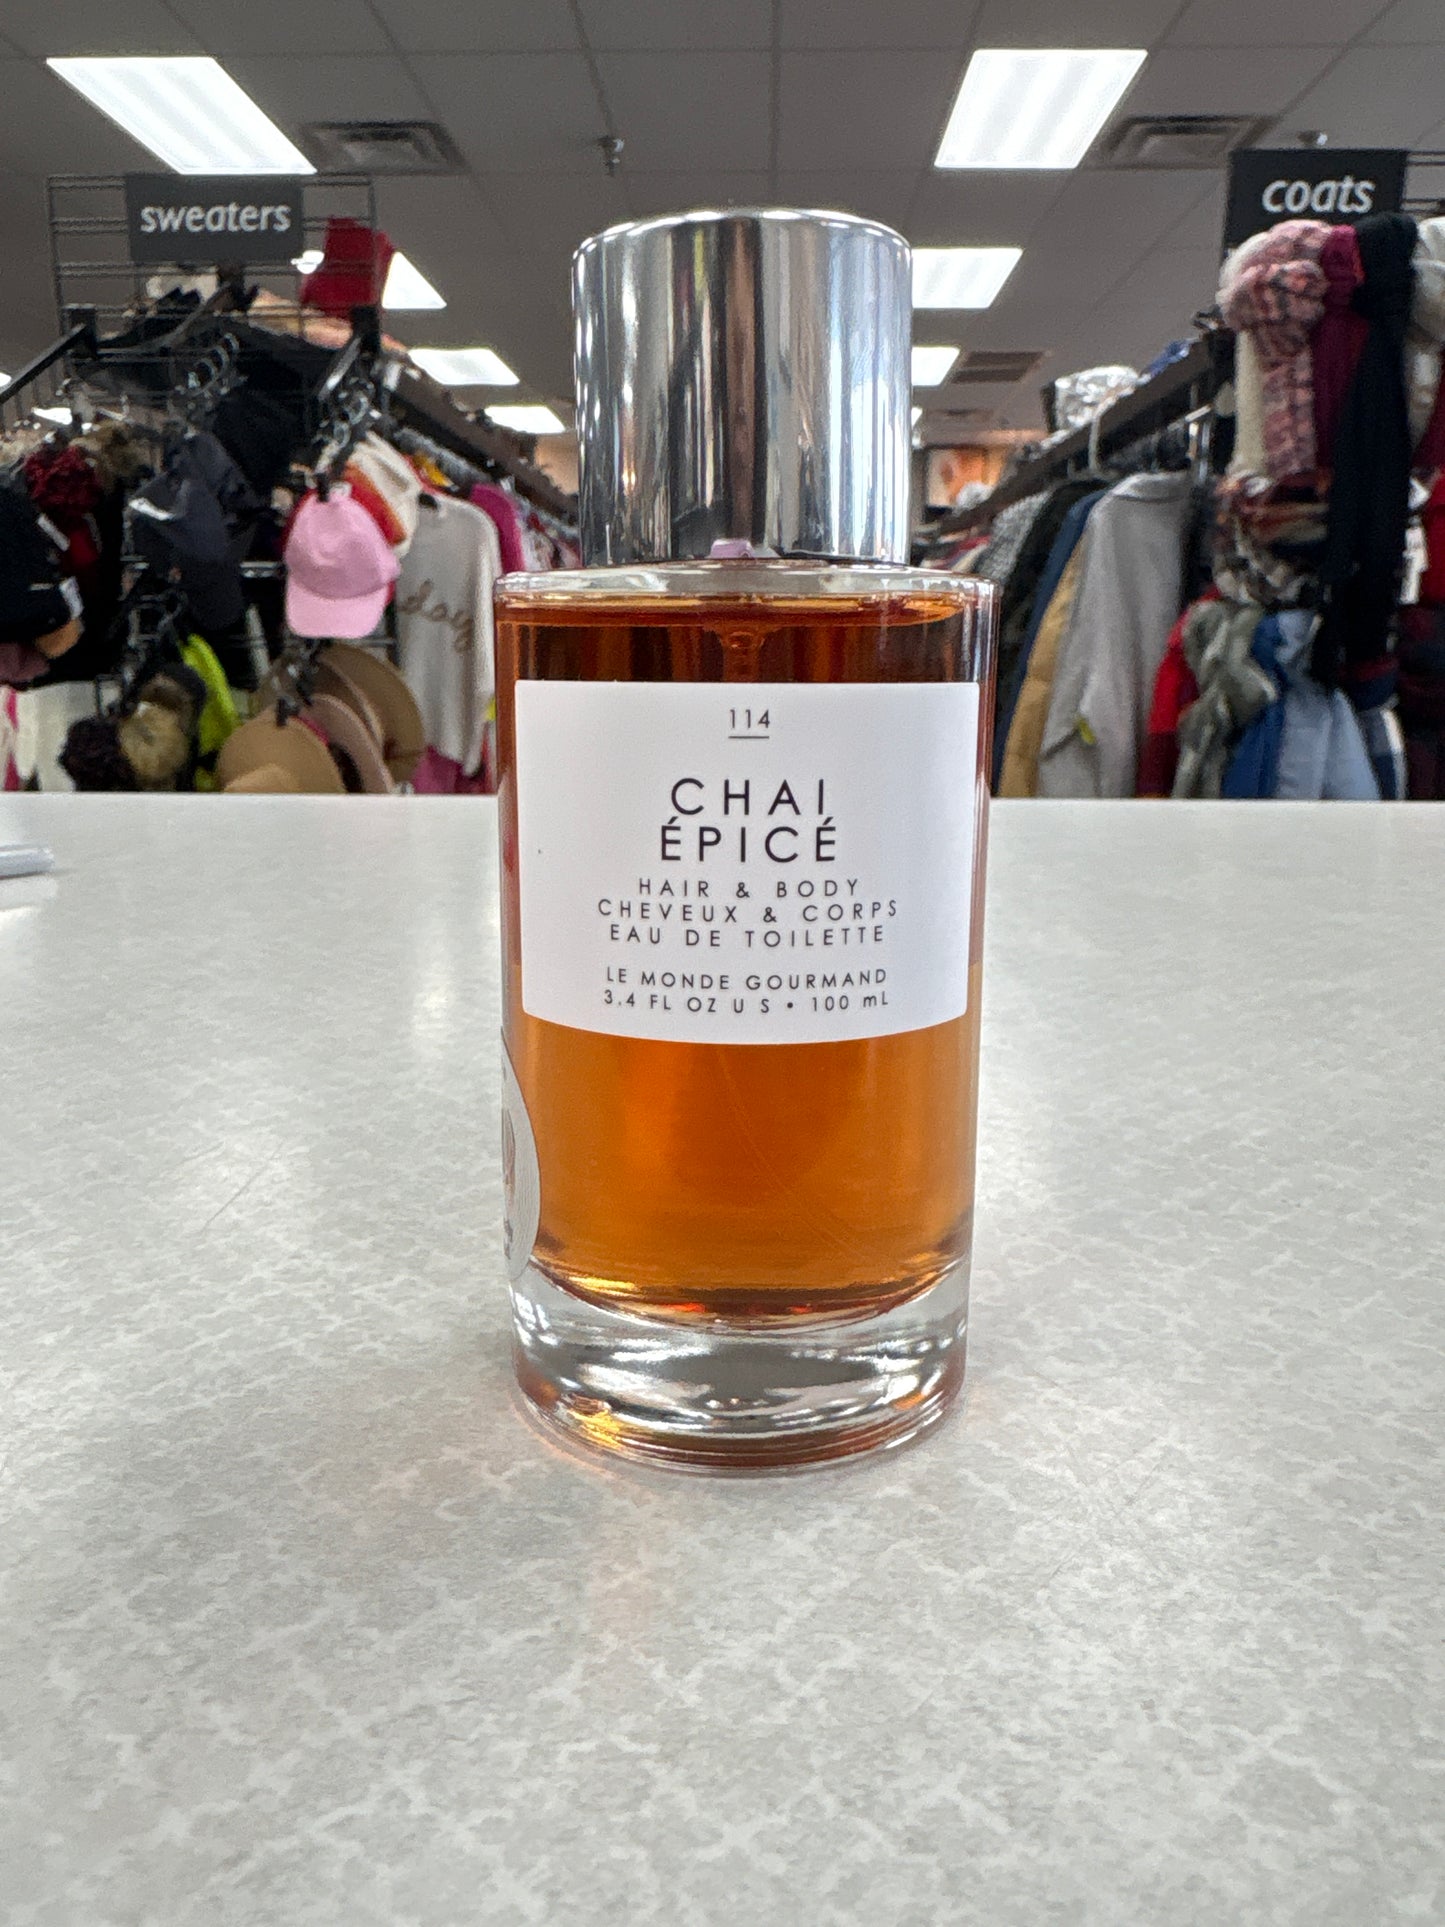 sweaters
coats
114
CHAI
ÉPICÉ
HAIR & BODY
CHEVEUX & CORPS
EAU DE TOILETTE
LE MONDE GOURMAND
3.4 FL OZ U S • 100 mL